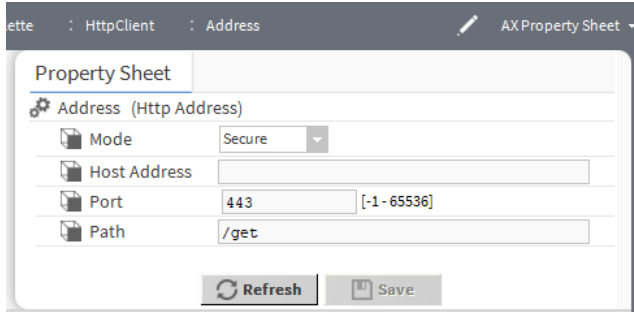 : HttpClient : Address AX Property Sheet
Property Sheet
Address (Http Address)
Mode Secure
Host Address
Port 443 [-1 - 65536]
Path /get
Refresh Save